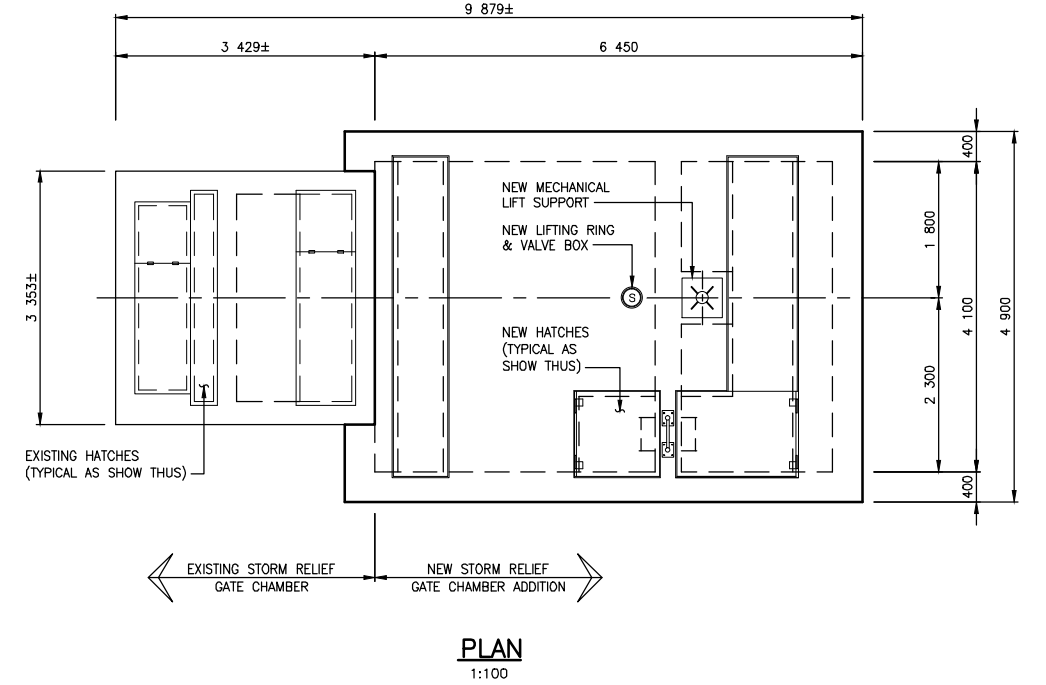 9 879±
3 429±
6 450
400
NEW MECHANICAL
LIFT SUPPORT
NEW LIFTING RING
& VALVE BOX
1 800
3 353±
S
4 100
4 900
NEW HATCHES
(TYPICAL AS
SHOW THUS)
2 300
EXISTING HATCHES
(TYPICAL AS SHOW THUS)
400
EXISTING STORM RELIEF
GATE CHAMBER
NEW STORM RELIEF
GATE CHAMBER ADDITION
PLAN
1:100